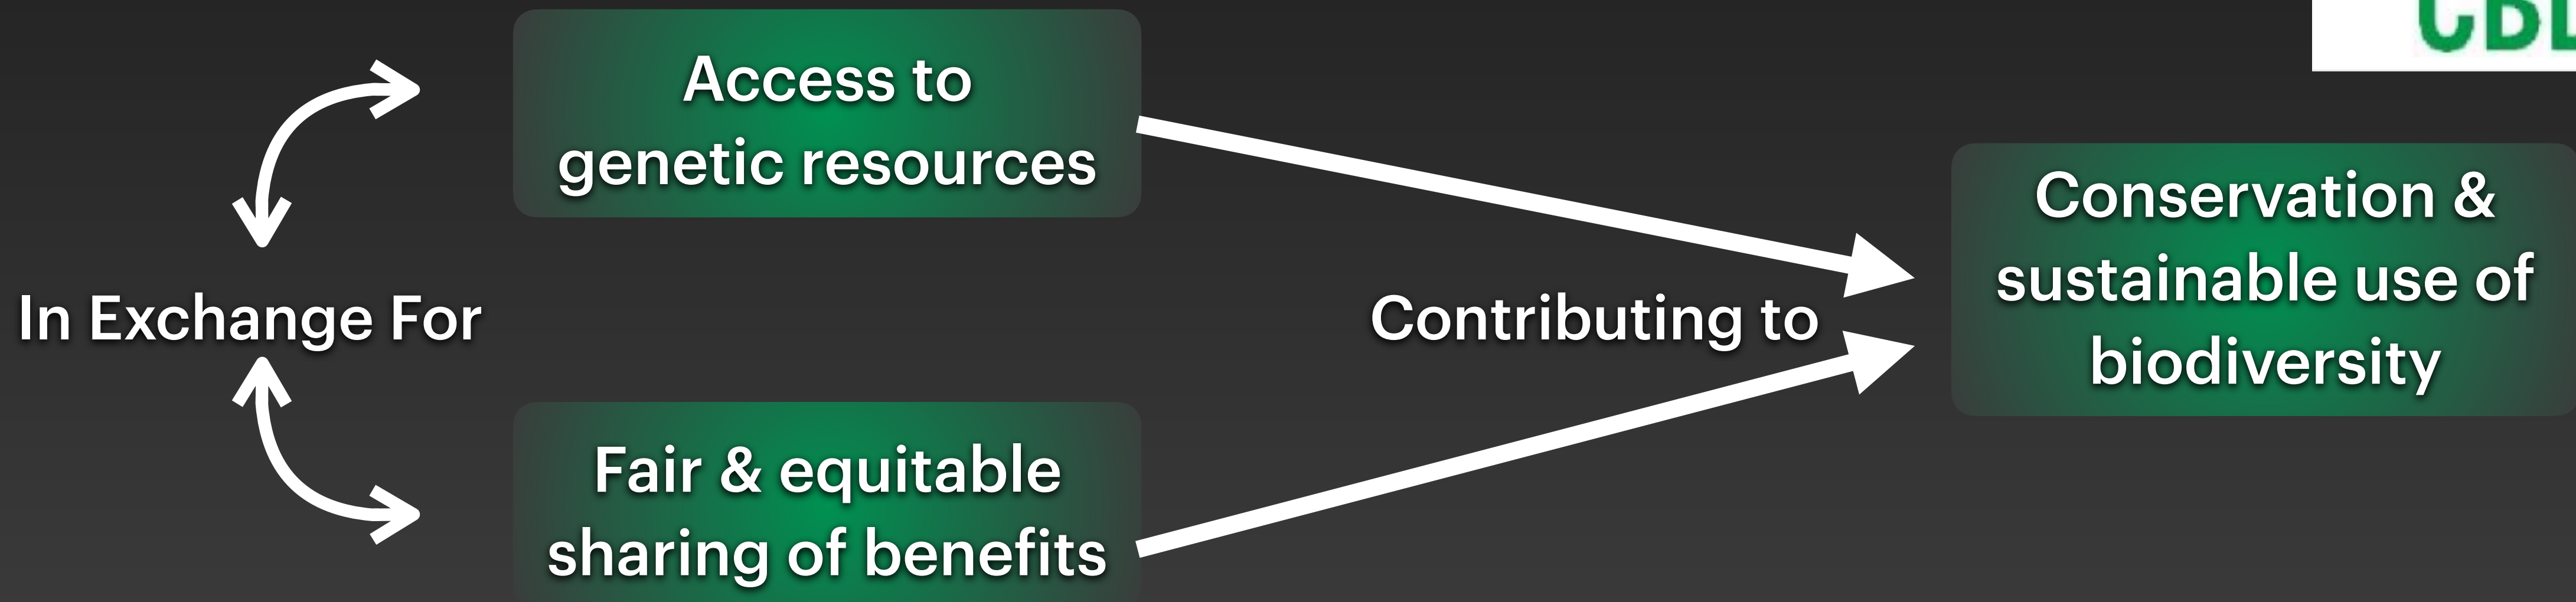 Access to
genetic resources
In Exchange For
Fair & equitable
sharing of benefits
Contributing to
Conservation &
sustainable use of
biodiversity